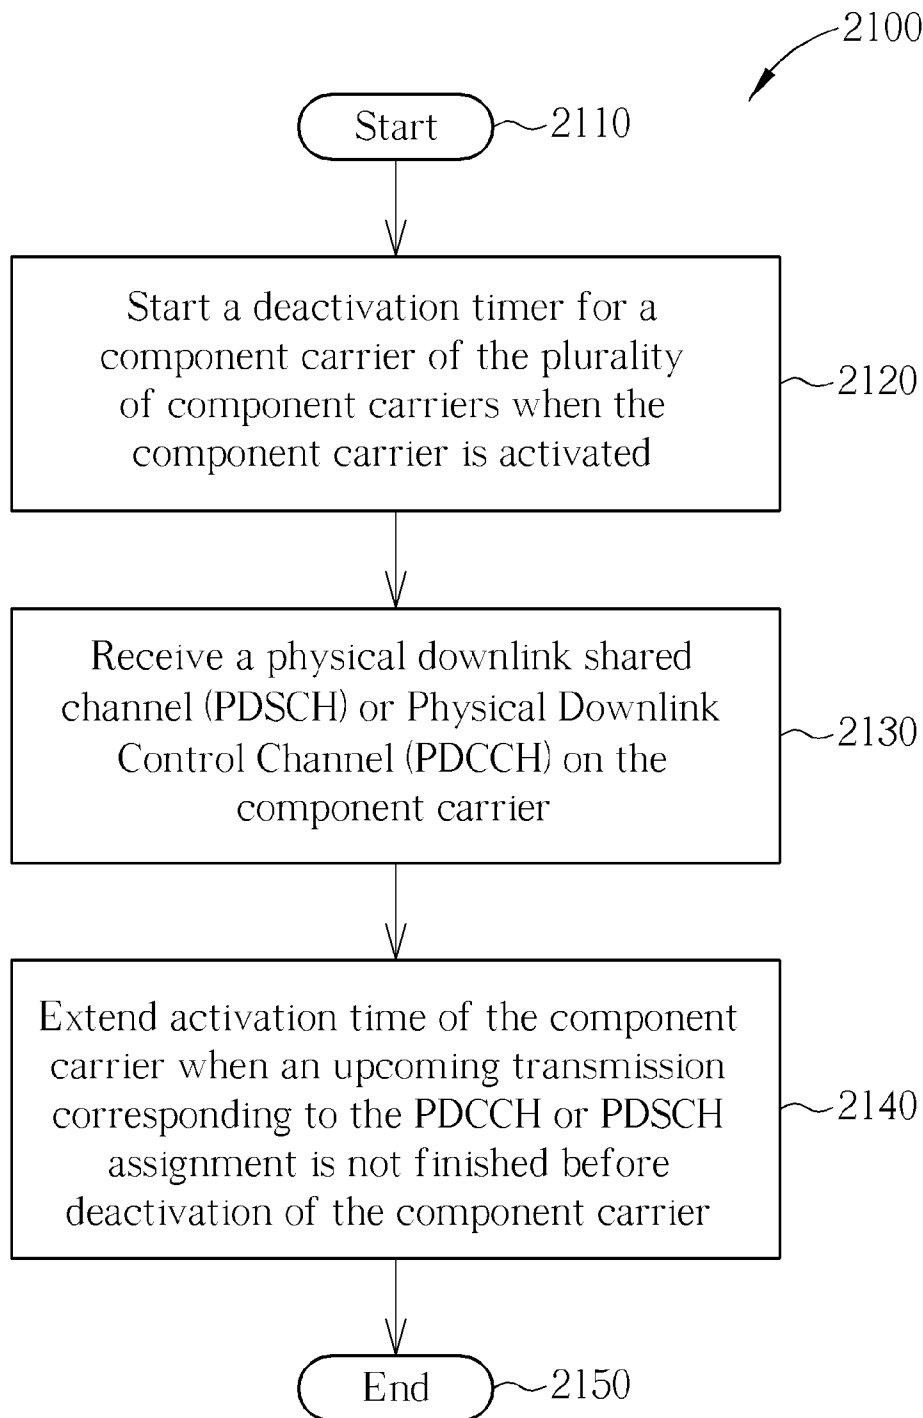 2100
Start
2110
Start a deactivation timer for a
component carrier of the plurality
of component carriers when the
component carrier is activated
2120
Receive a physical downlink shared
channel (PDSCH) or Physical Downlink
Control Channel (PDCCH) on the
component carrier
2130
Extend activation time of the component
carrier when an upcoming transmission
corresponding to the PDCCH or PDSCH
assignment is not finished before
deactivation of the component carrier
2140
End
2150